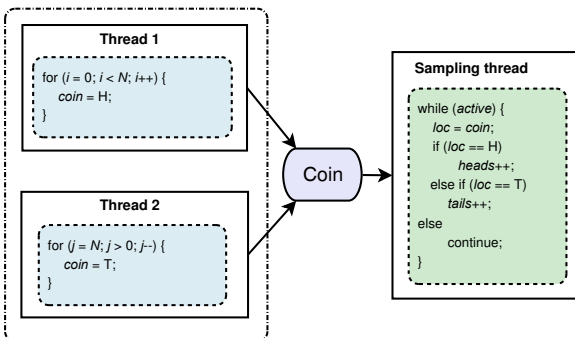 Thread 1
for (i = 0; i < N; i++) {
coin = H;
}
Thread 2
for (j = N; j > 0; j--) {
coin = T;
}
Coin
Sampling thread
while (active) {
loc = coin;
if (loc == H)
heads++;
else if (loc == T)
tails++;
else
continue;
}